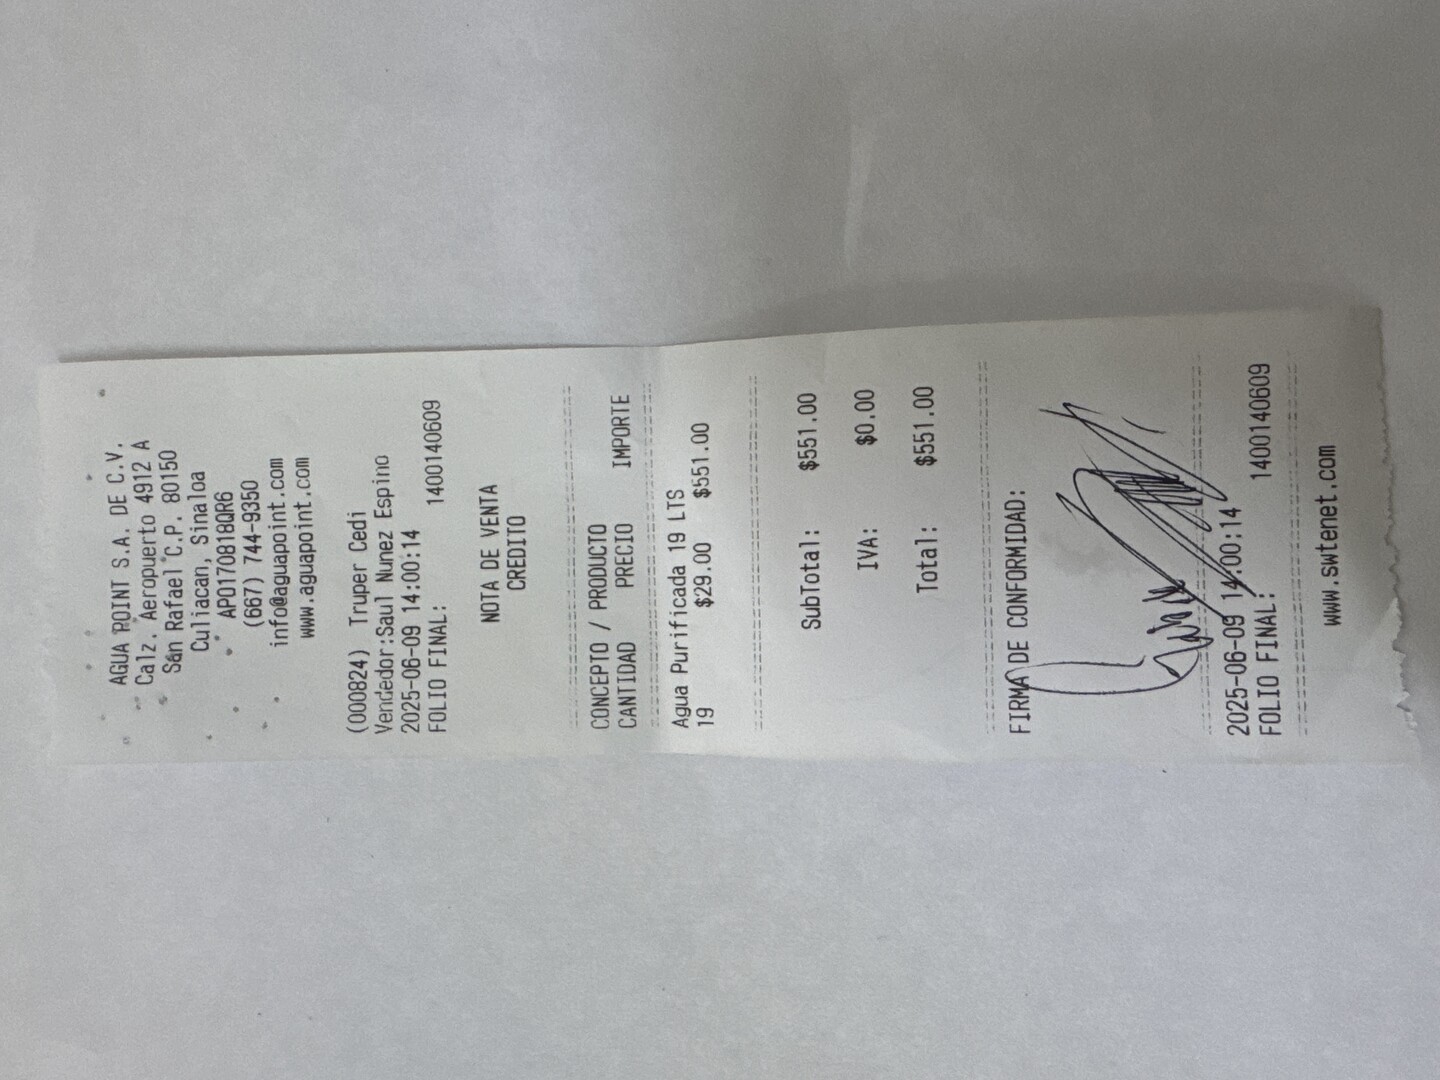 AGUA POINT S.A. DE C.V.
Calz. Aeropuerto 4912 A
San Rafael C.P. 80150
Culiacan, Sinaloa
APO170818QR6
(667) 744-9350
info@aguapoint.com
www.aguapoint.com
(000824) Truper Cedi
Vendedor:Saul Nunez Espino
2025-06-09 14:00:14
FOLIO FINAL: 1400140609
NOTA DE VENTA
CREDITO
CONCEPTO / PRODUCTO
CANTIDAD PRECIO IMPORTE
Agua Purificada 19 LTS
19 $29.00 $551.00
SubTotal: $551.00
IVA: $0.00
Total: $551.00
FIRMA DE CONFORMIDAD:
2025-06-09 14:00:14
FOLIO FINAL: 1400140609
www.swtenet.com